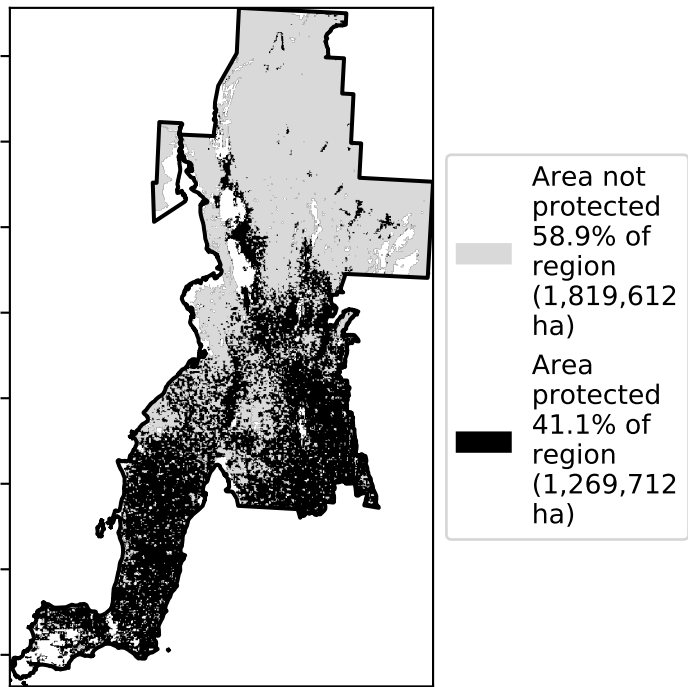 Area not
protected
58.9% of
region
(1,819,612
ha)
Area
protected
41.1% of
region
(1,269,712
ha)